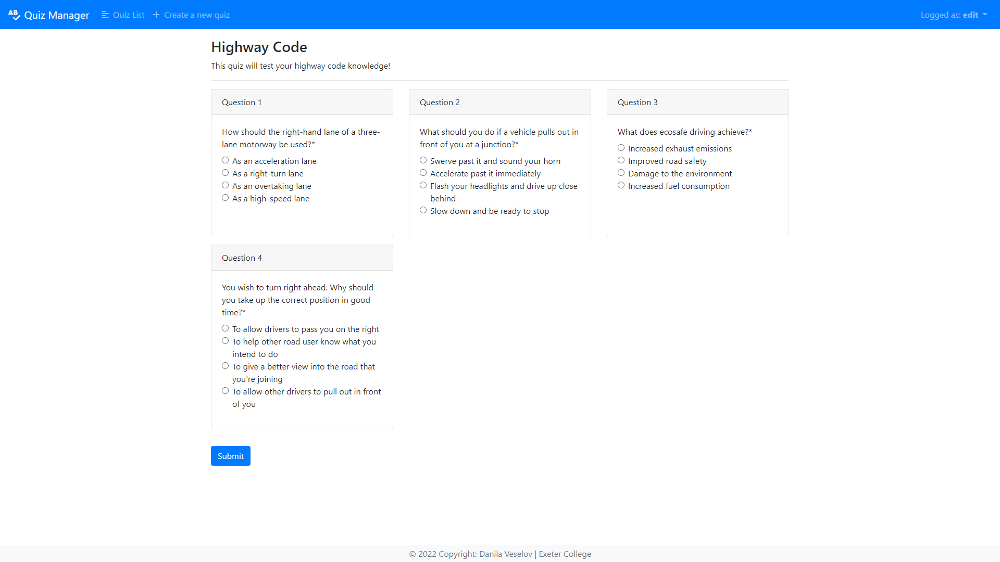 AB Quiz Manager Quiz List Create a new quiz Logged as: edit
Highway Code
This quiz will test your highway code knowledge!
Question 1
How should the right-hand lane of a three-
lane motorway be used?*
As an acceleration lane
As a right-turn lane
As an overtaking lane
As a high-speed lane
Question 2
What should you do if a vehicle pulls out in
front of you at a junction?*
Swerve past it and sound your horn
Accelerate past it immediately
Flash your headlights and drive up close
behind
Slow down and be ready to stop
Question 3
What does ecosafe driving achieve?*
Increased exhaust emissions
Improved road safety
Damage to the environment
Increased fuel consumption
Question 4
You wish to turn right ahead. Why should
you take up the correct position in good
time?*
To allow drivers to pass you on the right
To help other road user know what you
intend to do
To give a better view into the road that
you're joining
To allow other drivers to pull out in front
of you
Submit
© 2022 Copyright: Danila Veselov | Exeter College